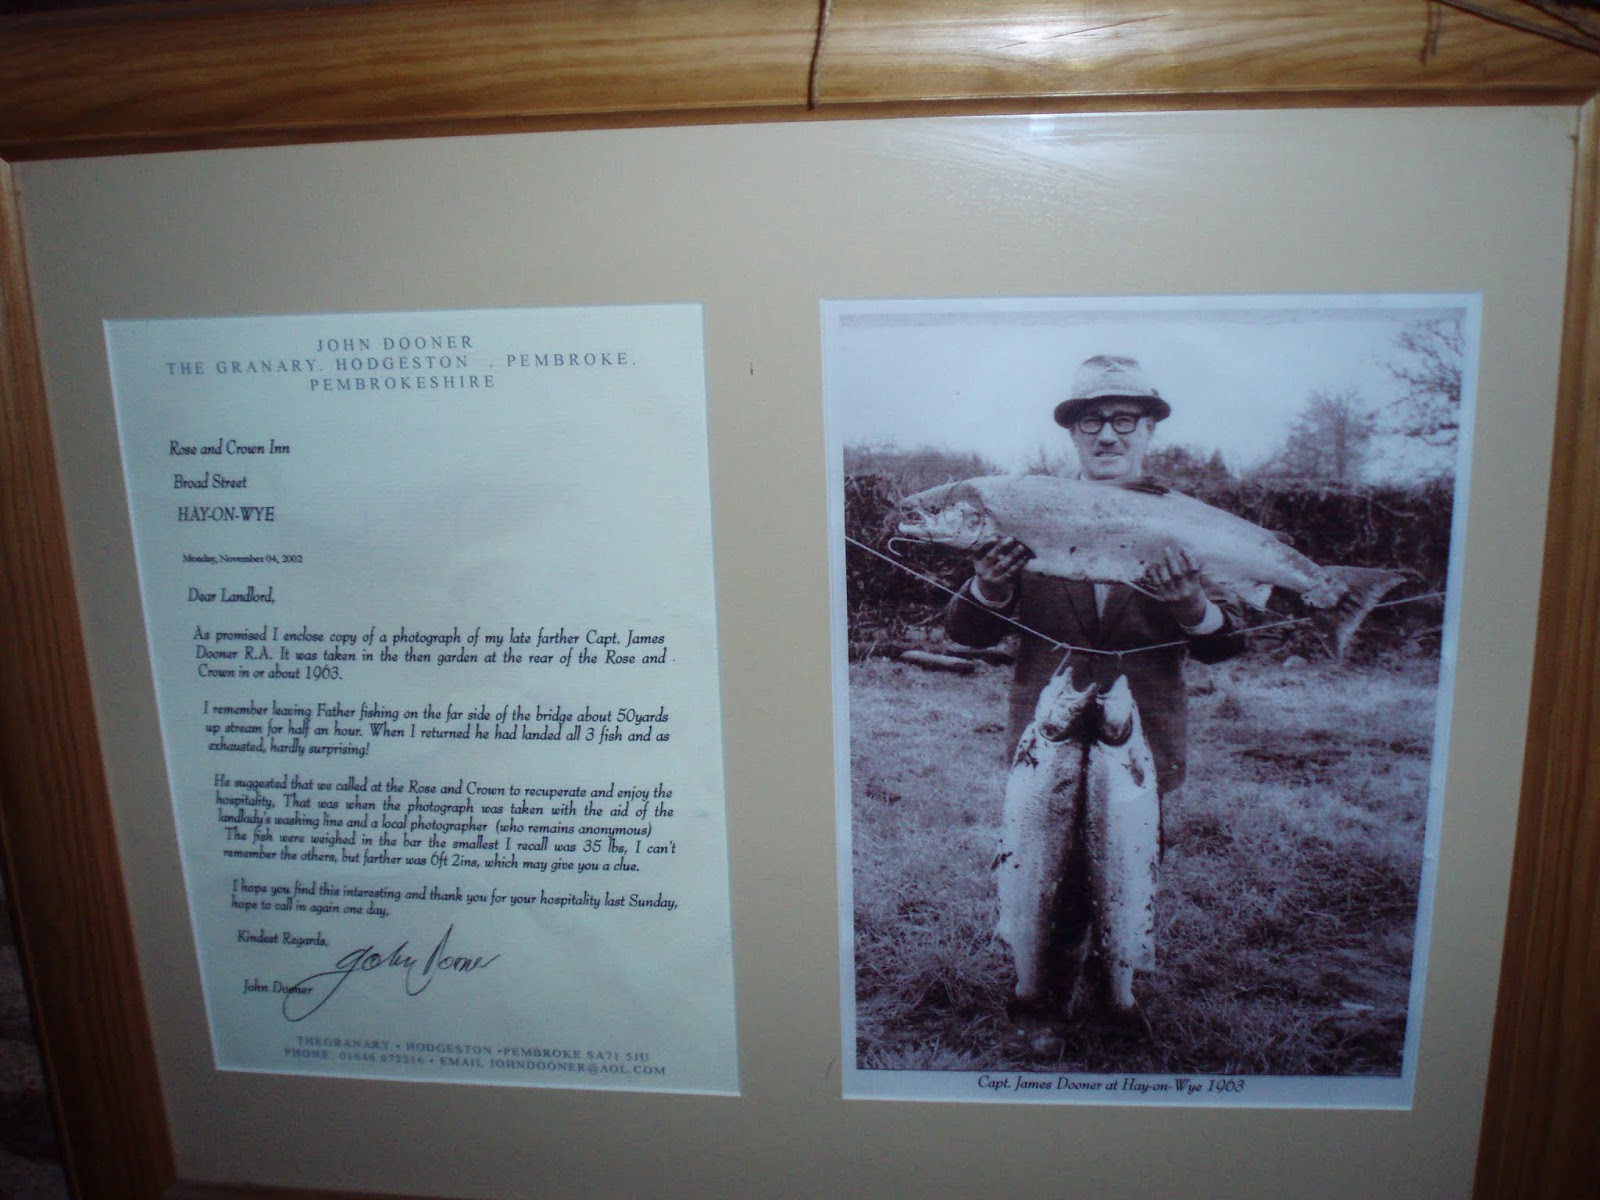 JOHN DOONER
THE GRANARY. HODGESTON . PEMBROKE.
PEMBROKESHIRE
Rose and Crown Inn
Broad Street
HAY-ON-WYE
Monday, November 04, 2002
Dear Landlord,
As promised I enclose copy of a photograph of my late farther Capt. James
Dooner R.A. It was taken in the then garden at the rear of the Rose and
Crown in or about 1963.
I remember leaving Father fishing on the far side of the bridge about 50yards
up stream for half an hour. When I returned he had landed all 3 fish and as
exhausted, hardly surprising!
He suggested that we called at the Rose and Crown to recuperate and enjoy the
hospitality, That was when the photograph was taken with the aid of the
landlady's washing line and a local photographer (who remains anonymous)
The fish were weighed in the bar the smallest I recall was 35 lbs, I can't
remember the others, but farther was 6ft 2ins, which may give you a clue.
I hope you find this interesting and thank you for your hospitality last Sunday,
hope to call in again one day,
Kindest Regards,
John Dooner
John Dooner
THEGRANARY • HODGESTON •PEMBROKE SA71 5JU
PHONE: 01646 672216 • EMAIL JOHNDOONER@AOL.COM
Capt. James Dooner at Hay-on-Wye 1963